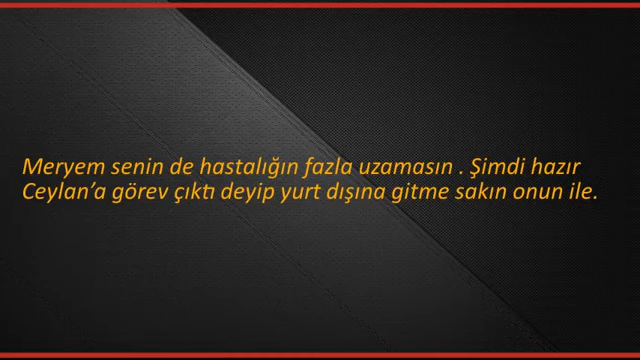 Meryem senin de hastalığın fazla uzamasın . Şimdi hazır
Ceylan’a görev çıktı deyip yurt dışına gitme sakın onun ile.